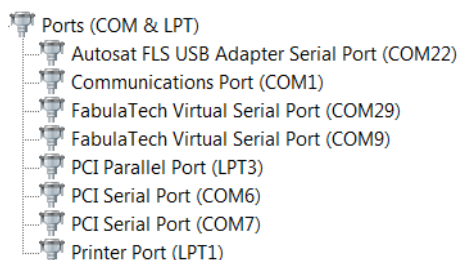 Ports (COM & LPT)
Autosat FLS USB Adapter Serial Port (COM22)
Communications Port (COM1)
FabulaTech Virtual Serial Port (COM29)
FabulaTech Virtual Serial Port (COM9)
PCI Parallel Port (LPT3)
PCI Serial Port (COM6)
PCI Serial Port (COM7)
Printer Port (LPT1)